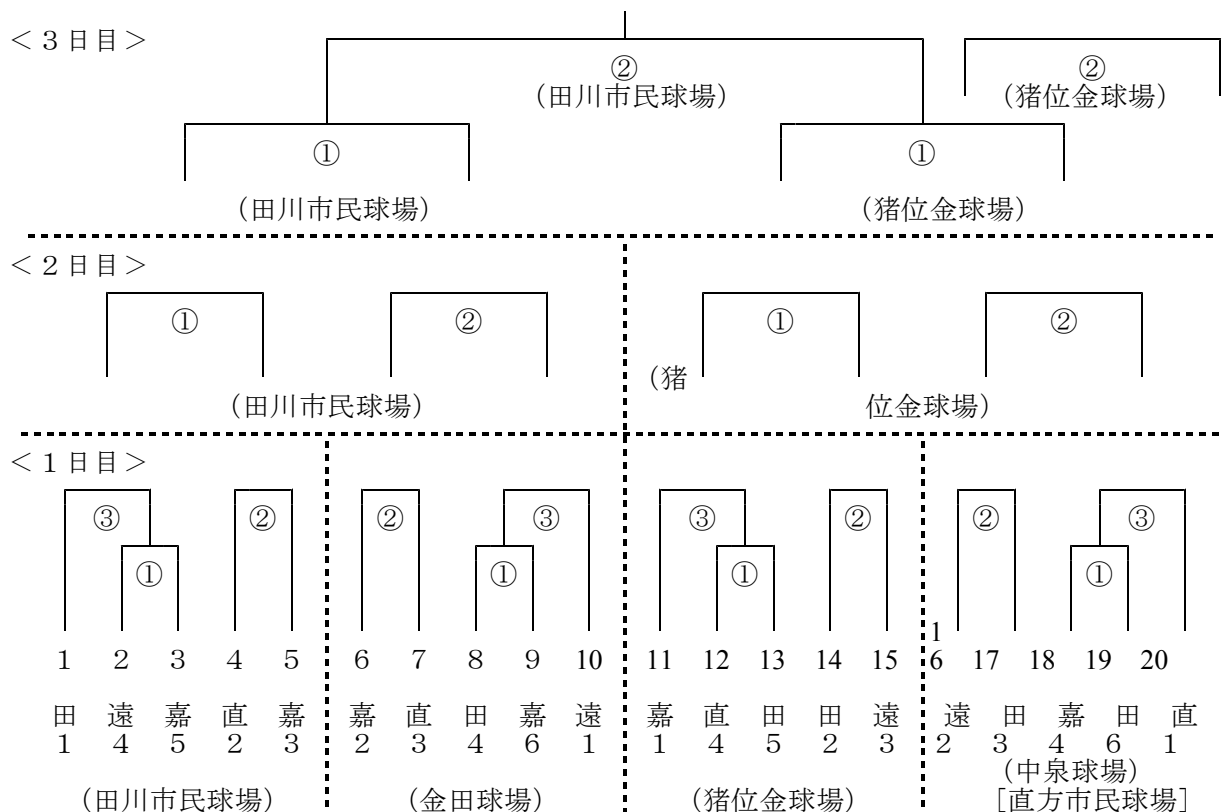 ＜３日目＞
② ②
（田川市民球場） （猪位金球場）
① ①
（田川市民球場） （猪位金球場）
＜２日目＞
① ② ① ②
（田川市民球場） （猪位金球場）
＜１日目＞
③ ② ② ③ ③ ② ② ③
① ① ① ①
１ ２ ３ ４ ５ ６ ７ ８ ９ 10 11 12 13 14 15 16 17 18 19 20
田 遠 嘉 直 嘉 嘉 直 田 嘉 遠 嘉 直 田 田 遠 遠 田 嘉 田 直
１ ４ ５ ２ ３ ２ ３ ４ ６ １ １ ４ ５ ２ ３ ２ ３ ４ ６ １
（中泉球場）
（田川市民球場） （金田球場） （猪位金球場） ［直方市民球場］